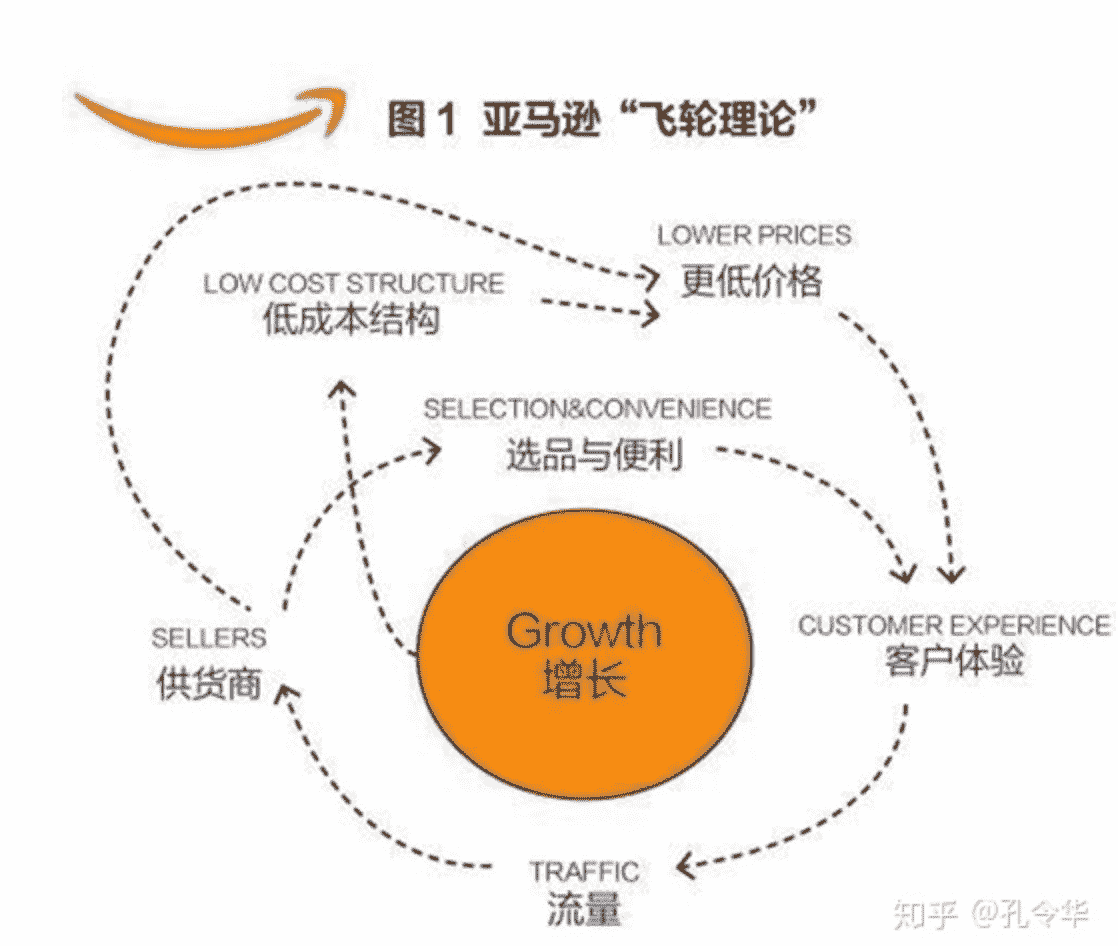 图 1 亚马逊“飞轮理论”
LOWER PRICES
更低价格
LOW COST STRUCTURE
低成本结构
SELECTION&CONVENIENCE
选品与便利
Growth
增长
SELLERS
供货商
CUSTOMER EXPERIENCE
客户体验
TRAFFIC
流量
知乎 @孔令华